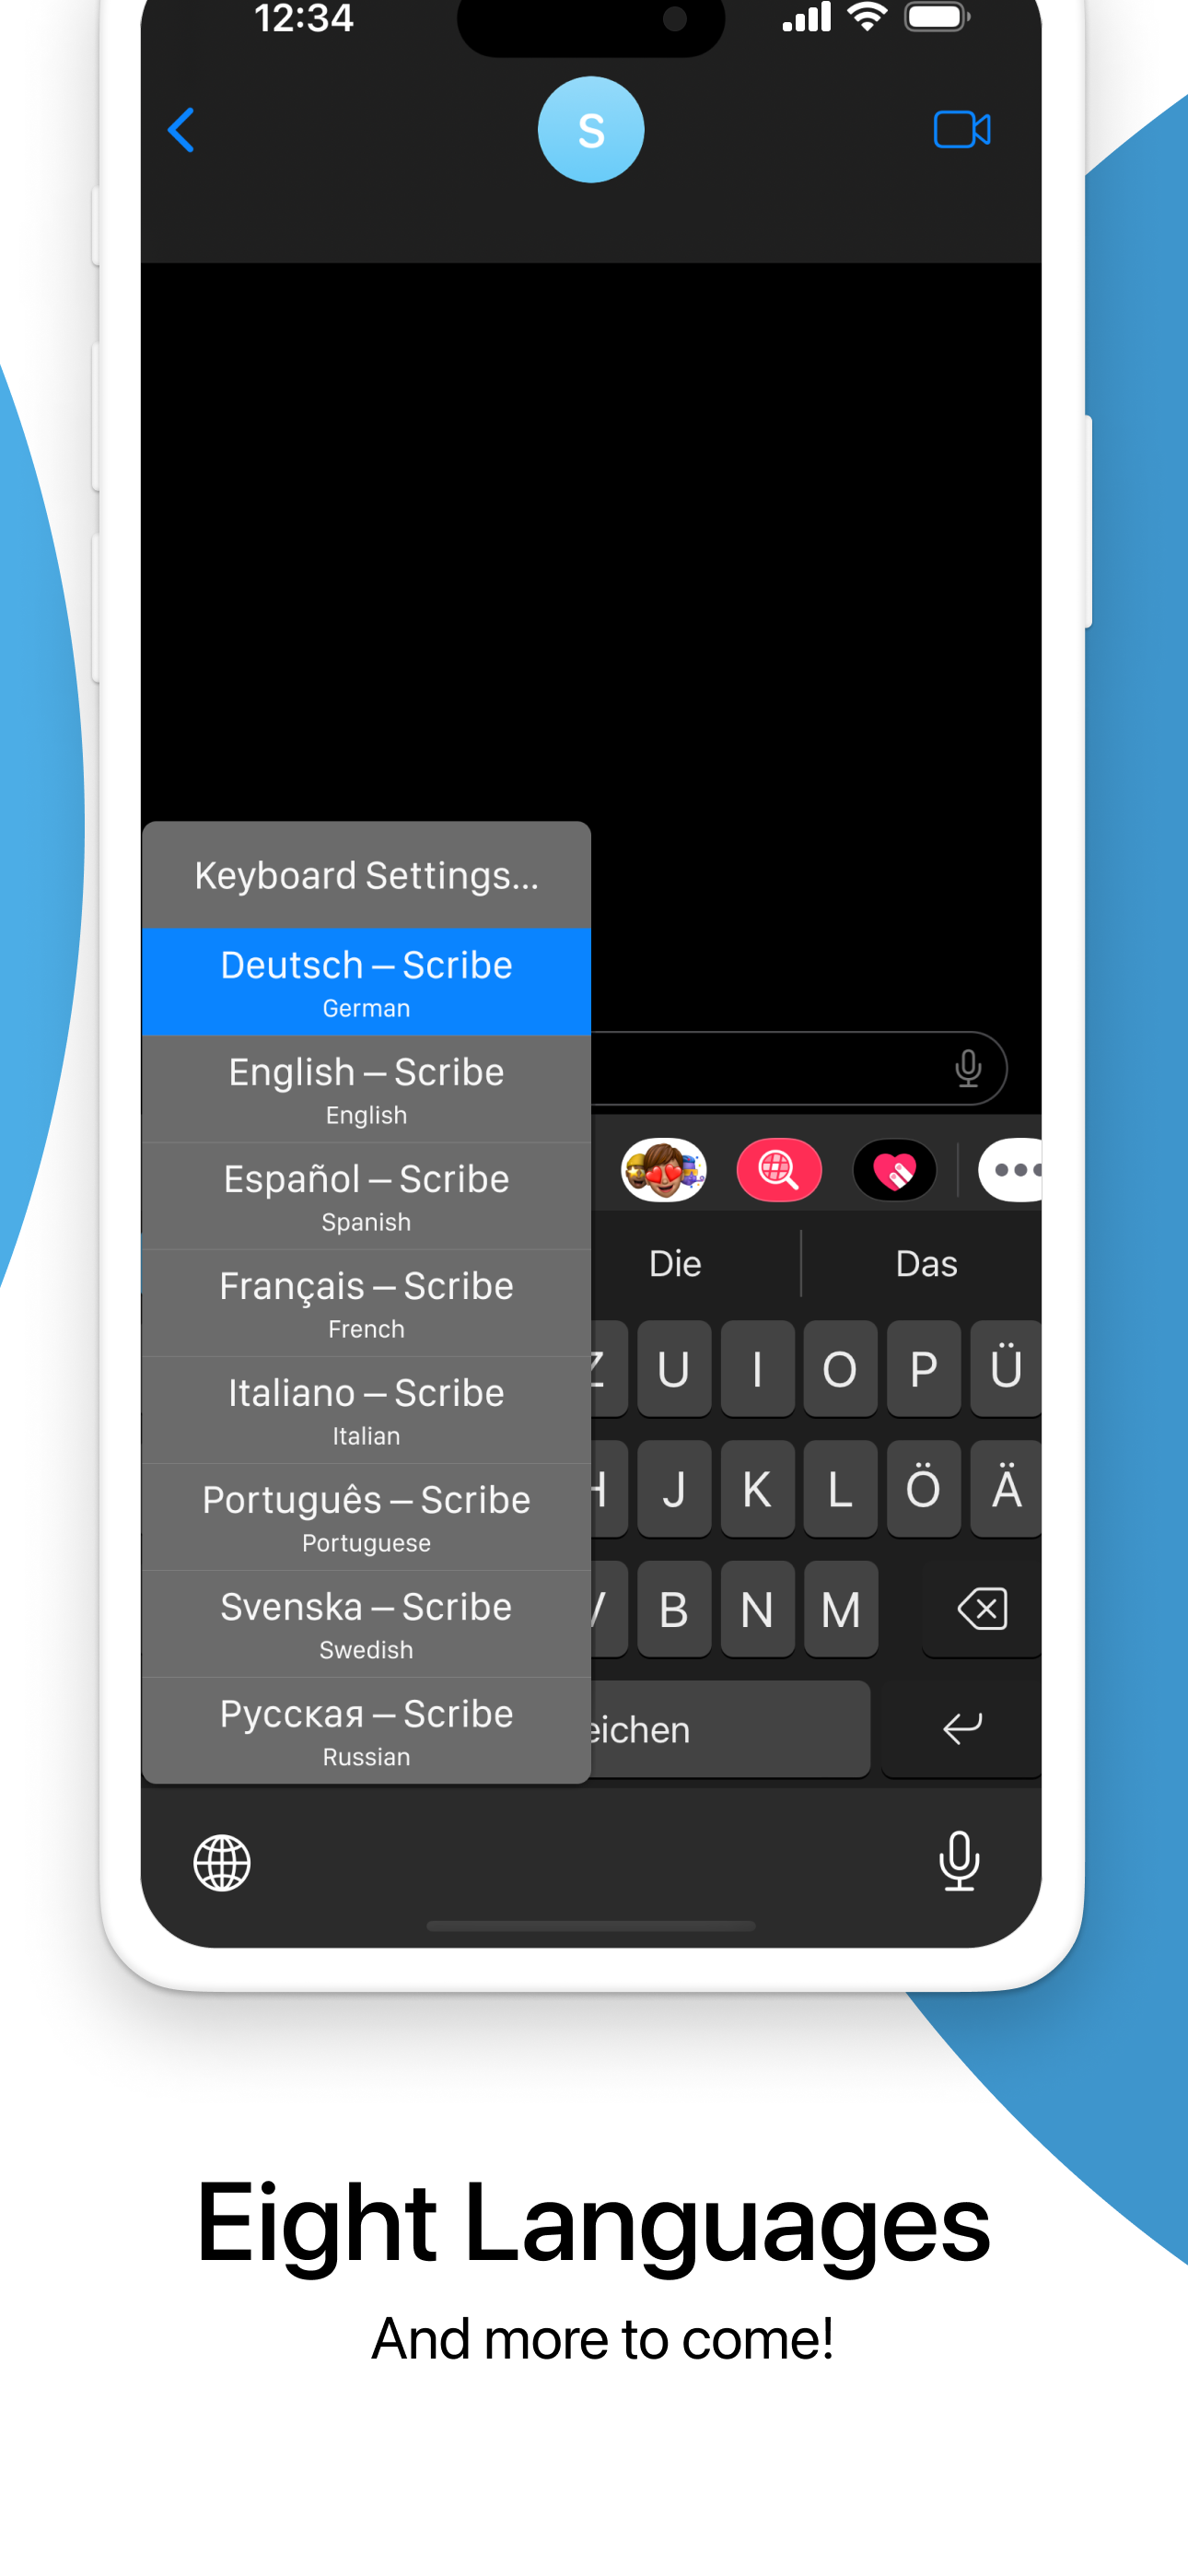 12:34
S
Keyboard Settings...
Deutsch – Scribe
German
English – Scribe
English
Español – Scribe
Spanish
Français – Scribe
French
Italiano – Scribe
Italian
Português – Scribe
Portuguese
Svenska – Scribe
Swedish
Русская – Scribe
Russian
Die Das
Z U I O P Ü
H J K L Ö Ä
V B N M
eichen
Eight Languages
And more to come!